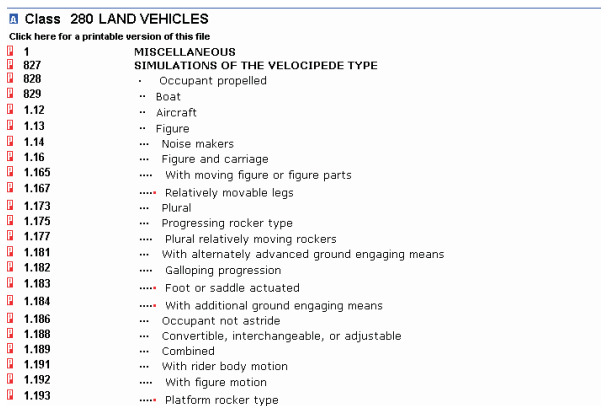 A Class 280 LAND VEHICLES
Click here for a printable version of this file
P 1 MISCELLANEOUS
P 827 SIMULATIONS OF THE VELOCIPEDE TYPE
P 828 · Occupant propelled
P 829 ·· Boat
P 1.12 ·· Aircraft
P 1.13 ·· Figure
P 1.14 ··· Noise makers
P 1.16 ··· Figure and carriage
P 1.165 ···· With moving figure or figure parts
P 1.167 ····· Relatively movable legs
P 1.173 ··· Plural
P 1.175 ··· Progressing rocker type
P 1.177 ···· Plural relatively moving rockers
P 1.181 ··· With alternately advanced ground engaging means
P 1.182 ···· Galloping progression
P 1.183 ····· Foot or saddle actuated
P 1.184 ····· With additional ground engaging means
P 1.186 ··· Occupant not astride
P 1.188 ··· Convertible, interchangeable, or adjustable
P 1.189 ··· Combined
P 1.191 ··· With rider body motion
P 1.192 ···· With figure motion
P 1.193 ····· Platform rocker type